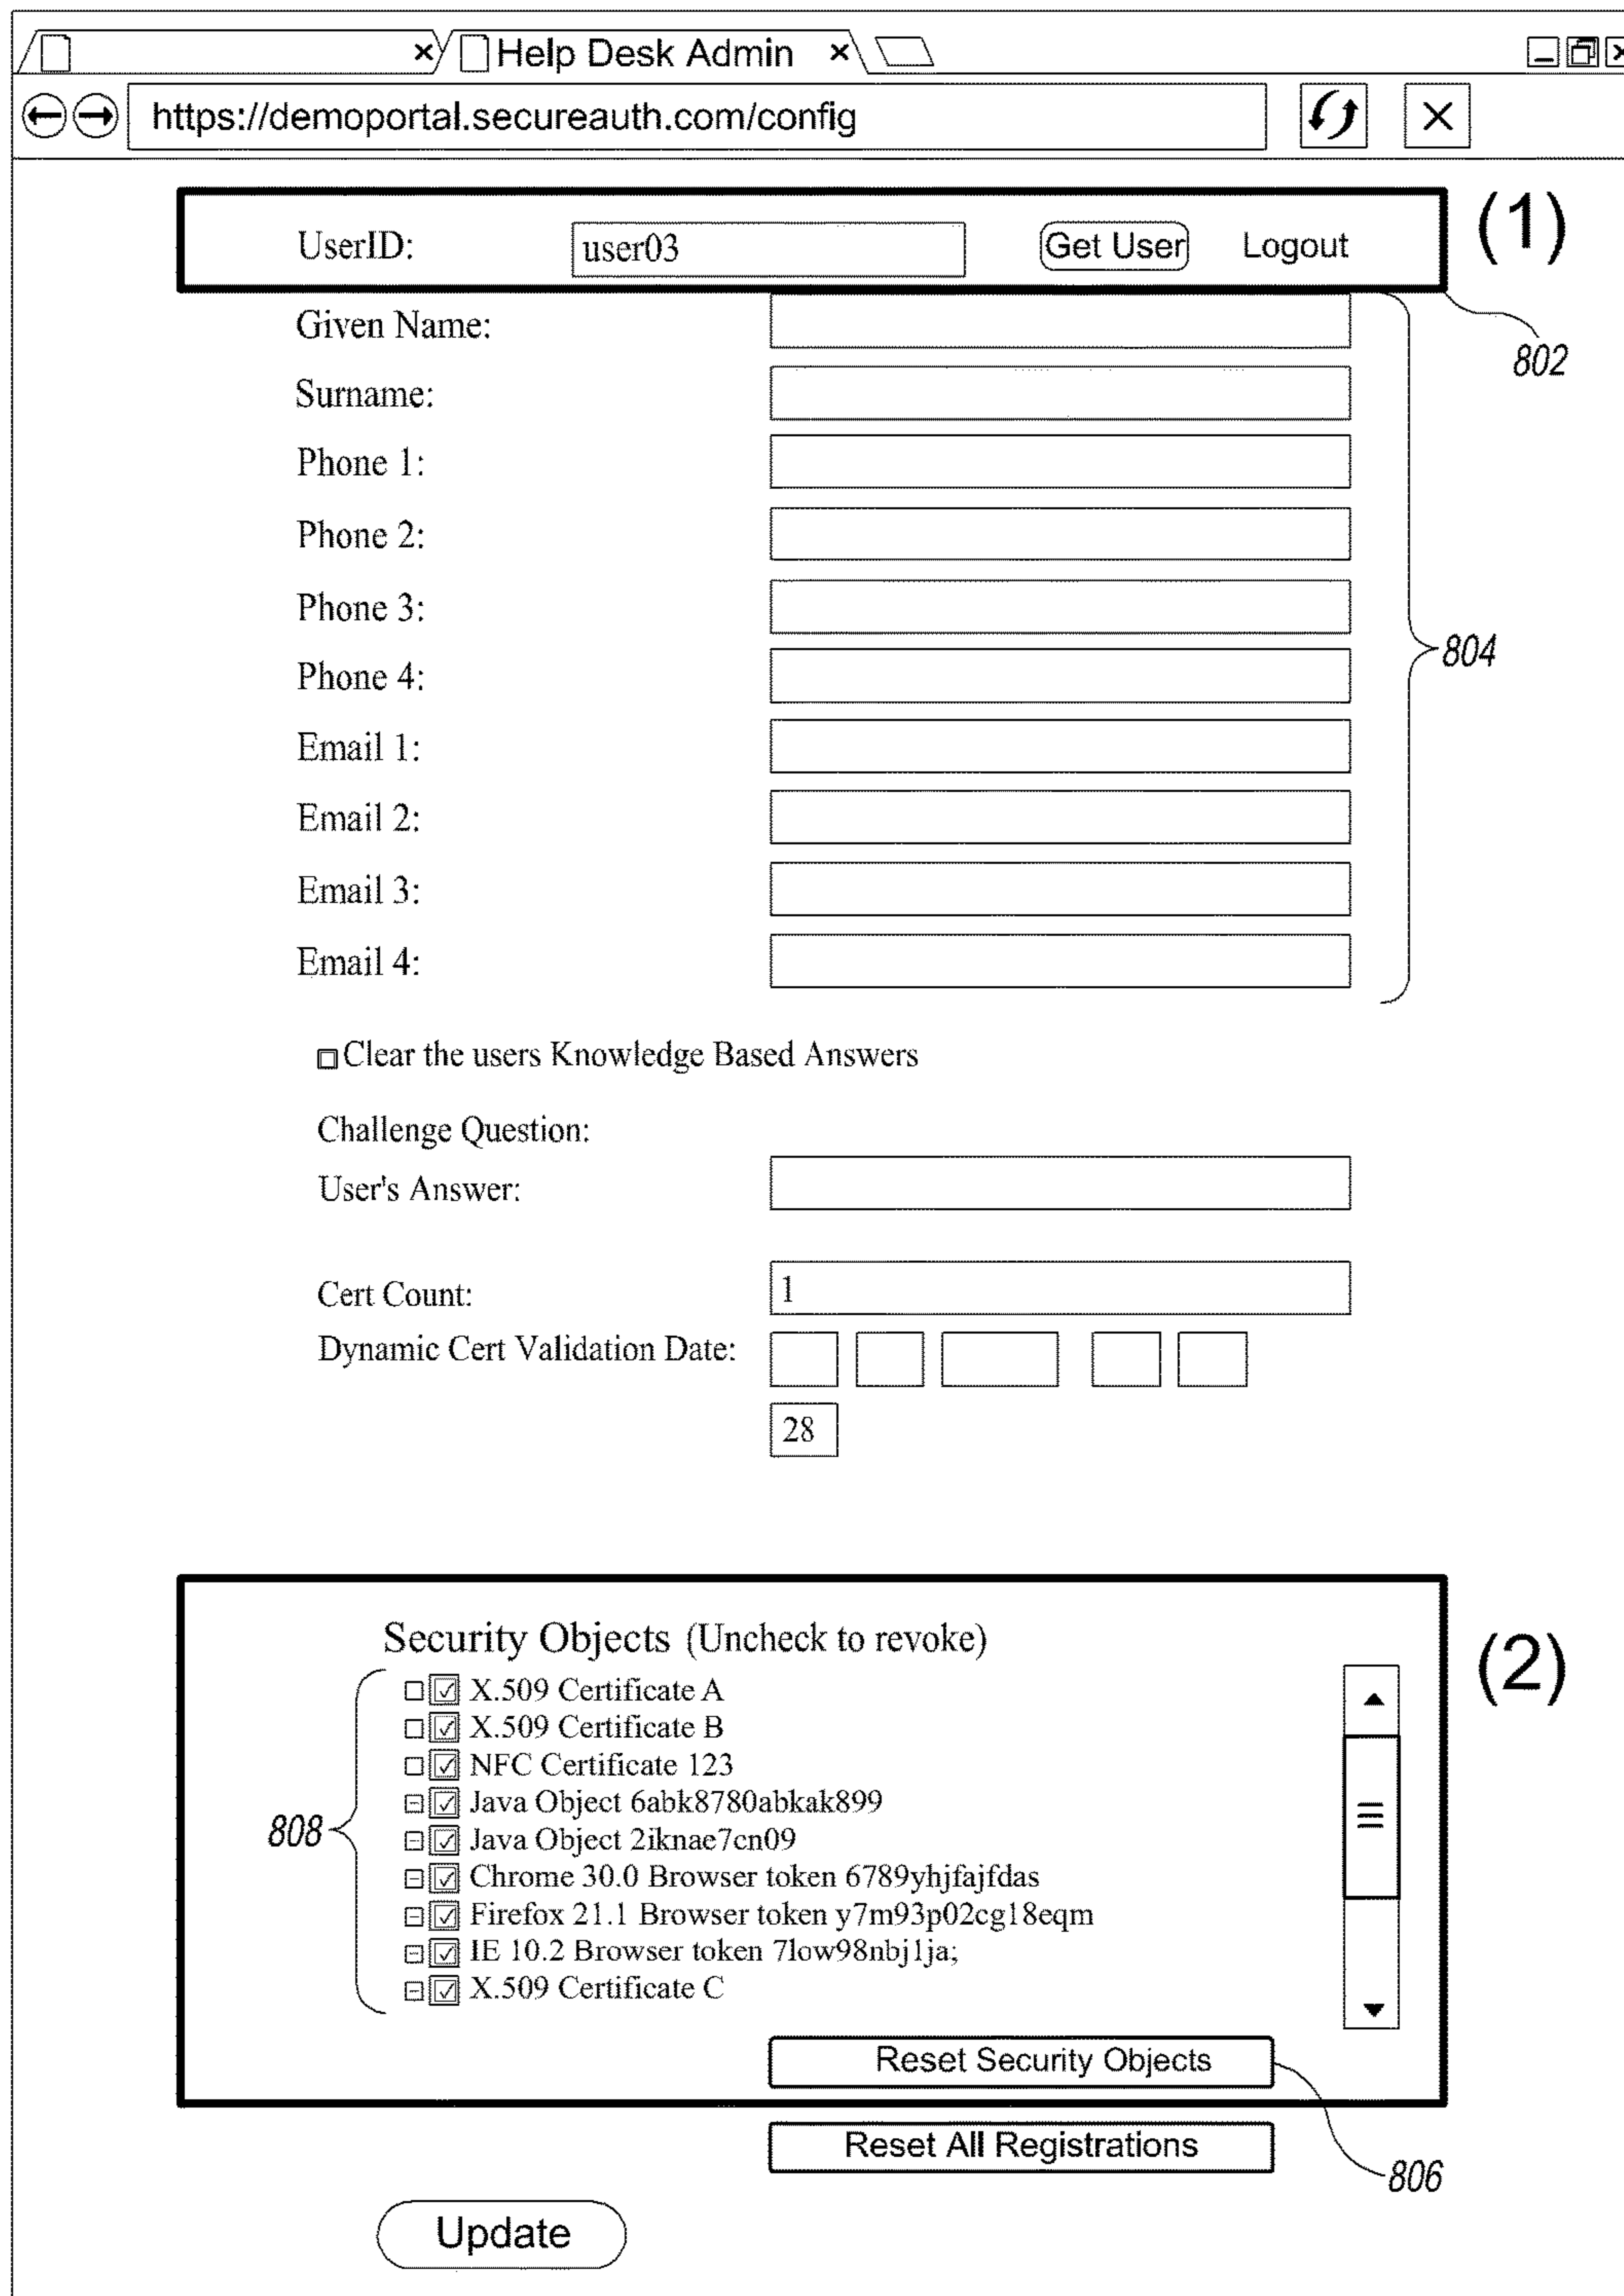 Help Desk Admin
https://demoportal.secureauth.com/config
(1)
UserID: user03 Get User Logout
802
Given Name:
Surname:
Phone 1:
Phone 2:
Phone 3:
Phone 4:
804
Email 1:
Email 2:
Email 3:
Email 4:
Clear the users Knowledge Based Answers
Challenge Question:
User's Answer:
Cert Count: 1
Dynamic Cert Validation Date:
28
(2)
Security Objects (Uncheck to revoke)
X.509 Certificate A
X.509 Certificate B
NFC Certificate 123
Java Object 6abk8780abkak899
808
Java Object 2iknae7cn09
Chrome 30.0 Browser token 6789yhjfajfdas
Firefox 21.1 Browser token y7m93p02cg18eqm
IE 10.2 Browser token 7low98nbj1ja;
X.509 Certificate C
Reset Security Objects
Reset All Registrations
806
Update